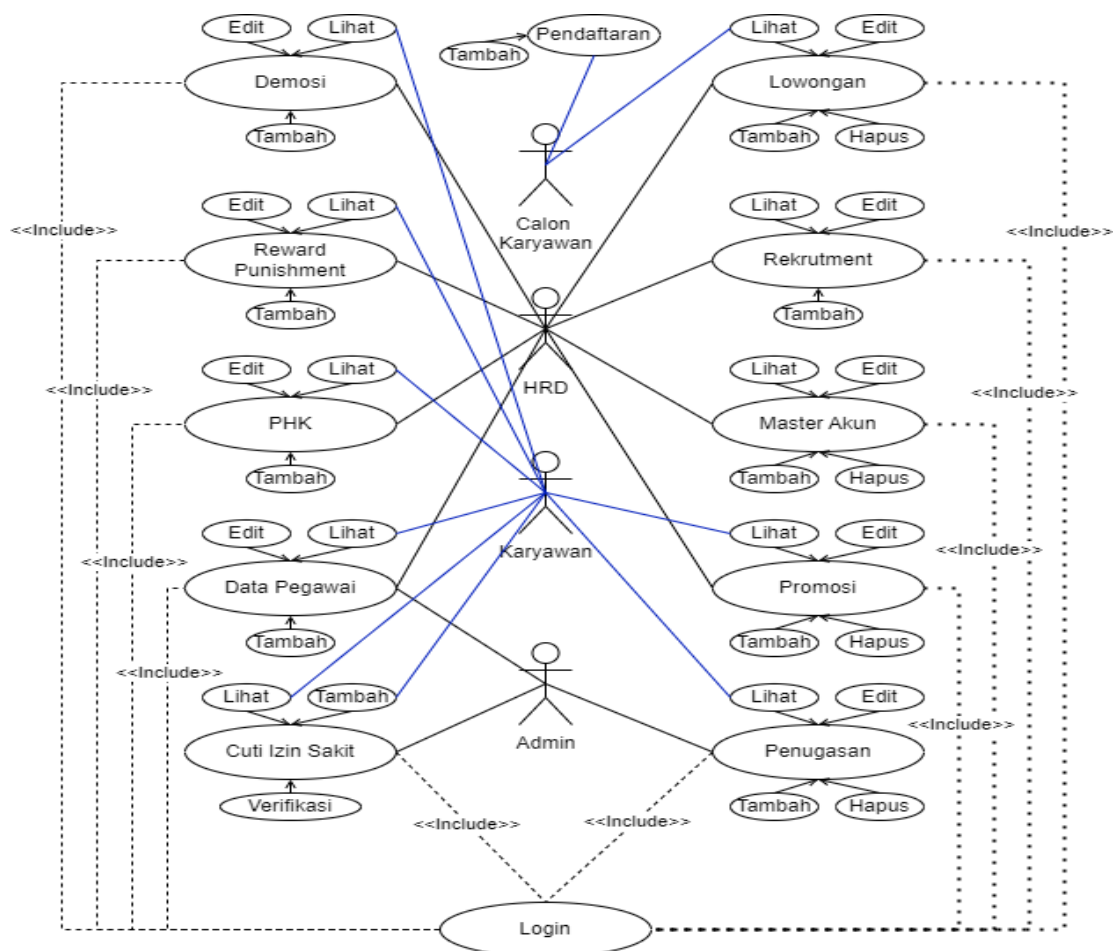 Edit
Lihat
Demosi
Tambah
Pendaftaran
Tambah
Lihat
Edit
Lowongan
Tambah
Hapus
Calon
Karyawan
<<Include>>
<<Include>>
Edit
Lihat
Reward
Punishment
Tambah
Lihat
Edit
Rekrutment
Tambah
HRD
<<Include>>
<<Include>>
Edit
Lihat
PHK
Tambah
Lihat
Edit
Master Akun
Tambah
Hapus
Karyawan
<<Include>>
<<Include>>
Edit
Lihat
Data Pegawai
Tambah
Lihat
Edit
Promosi
Tambah
Hapus
<<Include>>
<<Include>>
Lihat
Tambah
Cuti Izin Sakit
Verifikasi
Admin
Lihat
Edit
Penugasan
Tambah
Hapus
<<Include>>
<<Include>>
Login